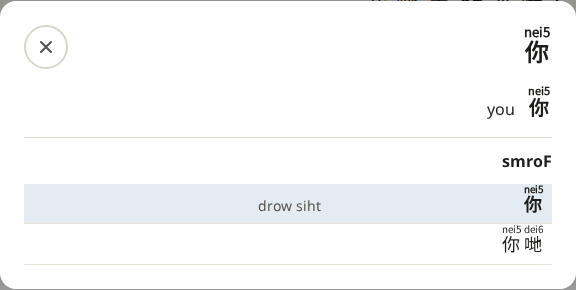 nei5
你
nei5
you 你
smroF
nei5
drow siht 你
nei5 dei6
你 哋